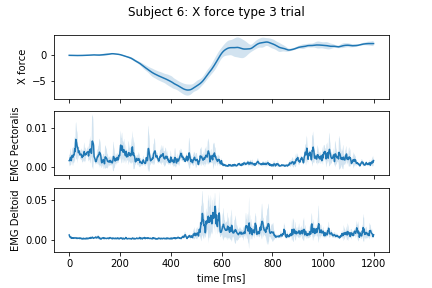 Subject 6: X force type 3 trial
X force
0
−5
EMG Pectoralis
0.01
0.00
EMG Deltoid
0.05
0.00
0 200 400 600 800 1000 1200
time [ms]